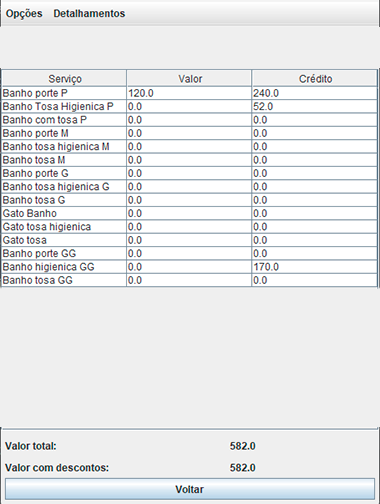 Opções Detalhamentos
Serviço Valor Crédito
Banho porte P 120.0 240.0
Banho Tosa Higienica P 0.0 52.0
Banho com tosa P 0.0 0.0
Banho porte M 0.0 0.0
Banho tosa higienica M 0.0 0.0
Banho tosa M 0.0 0.0
Banho porte G 0.0 0.0
Banho tosa higienica G 0.0 0.0
Banho tosa G 0.0 0.0
Gato Banho 0.0 0.0
Gato tosa higienica 0.0 0.0
Gato tosa 0.0 0.0
Banho porte GG 0.0 0.0
Banho higienica GG 0.0 170.0
Banho tosa GG 0.0 0.0
Valor total: 582.0
Valor com descontos: 582.0
Voltar